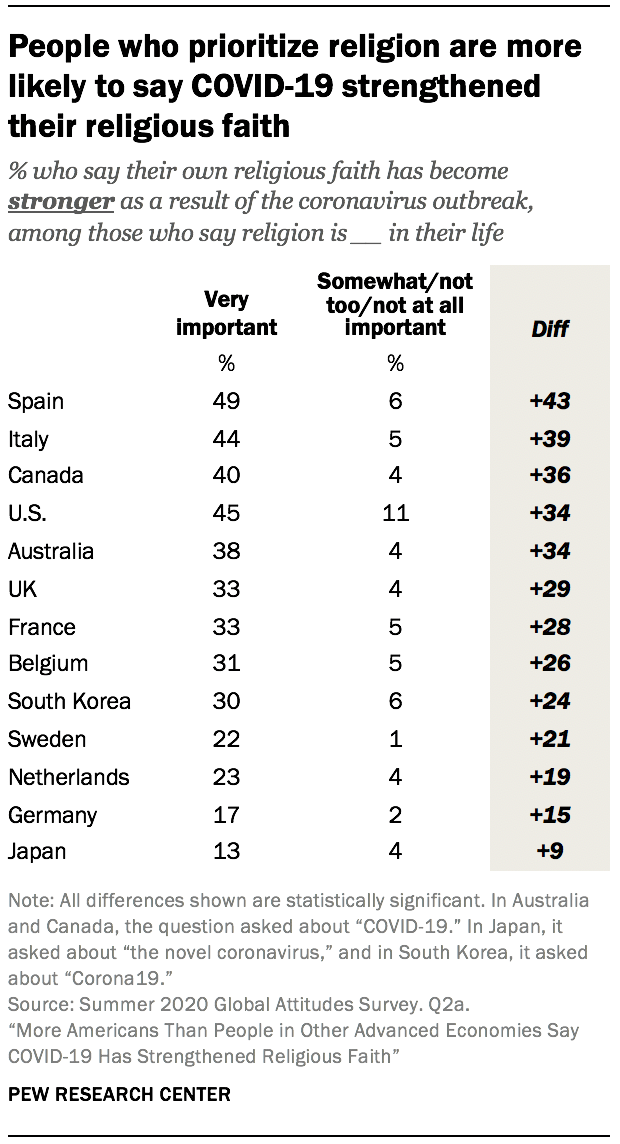 People who prioritize religion are more
likely to say COVID-19 strengthened
their religious faith
% who say their own religious faith has become
stronger as a result of the coronavirus outbreak,
among those who say religion is __ in their life
Very
important
Somewhat/not
too/not at all
important
Diff
% %
Spain 49 6 +43
Italy 44 5 +39
Canada 40 4 +36
U.S. 45 11 +34
Australia 38 4 +34
UK 33 4 +29
France 33 5 +28
Belgium 31 5 +26
South Korea 30 6 +24
Sweden 22 1 +21
Netherlands 23 4 +19
Germany 17 2 +15
Japan 13 4 +9
Note: All differences shown are statistically significant. In Australia
and Canada, the question asked about “COVID-19.” In Japan, it
asked about “the novel coronavirus,” and in South Korea, it asked
about “Corona19.”
Source: Summer 2020 Global Attitudes Survey. Q2a.
“More Americans Than People in Other Advanced Economies Say
COVID-19 Has Strengthened Religious Faith”
PEW RESEARCH CENTER